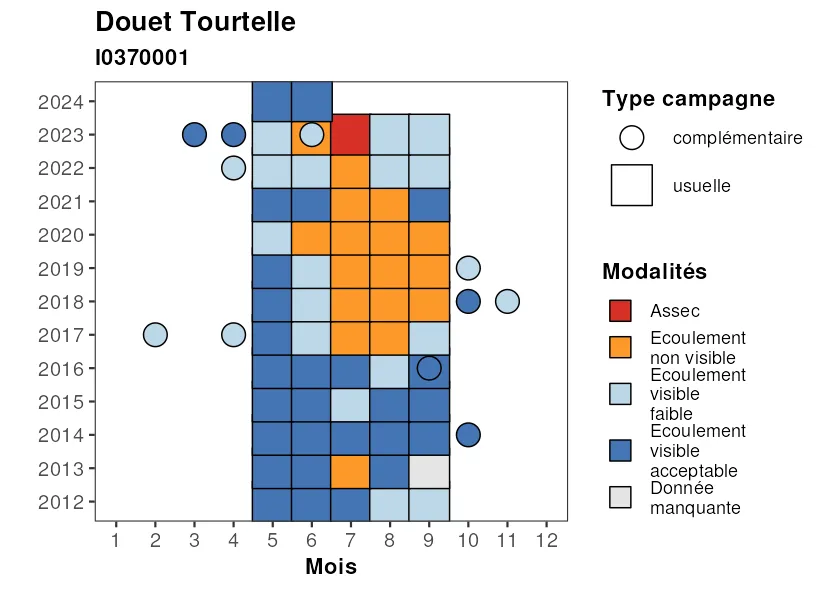 Douet Tourtelle
I0370001
2024
2023
2022
2021
2020
2019
2018
2017
2016
2015
2014
2013
2012
1 2 3 4 5 6 7 8 9 10 11 12
Mois
Type campagne
complémentaire
usuelle
Modalités
Assec
Ecoulement
non visible
Ecoulement
visible
faible
Ecoulement
visible
acceptable
Donnée
manquante